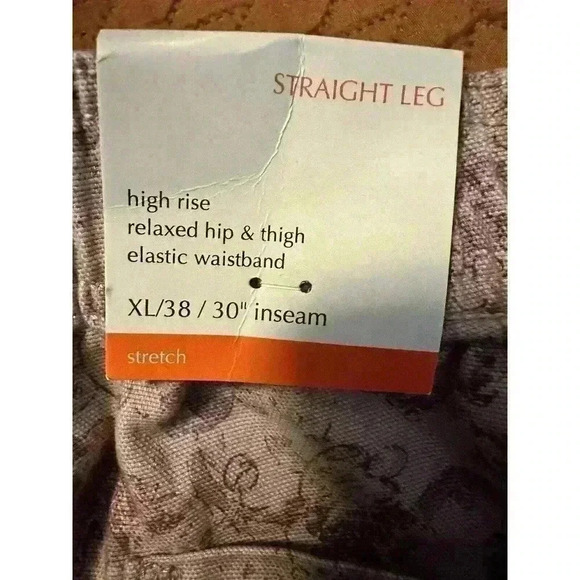 STRAIGHT LEG
high rise
relaxed hip & thigh
elastic waistband
XL/38 / 30" inseam
stretch